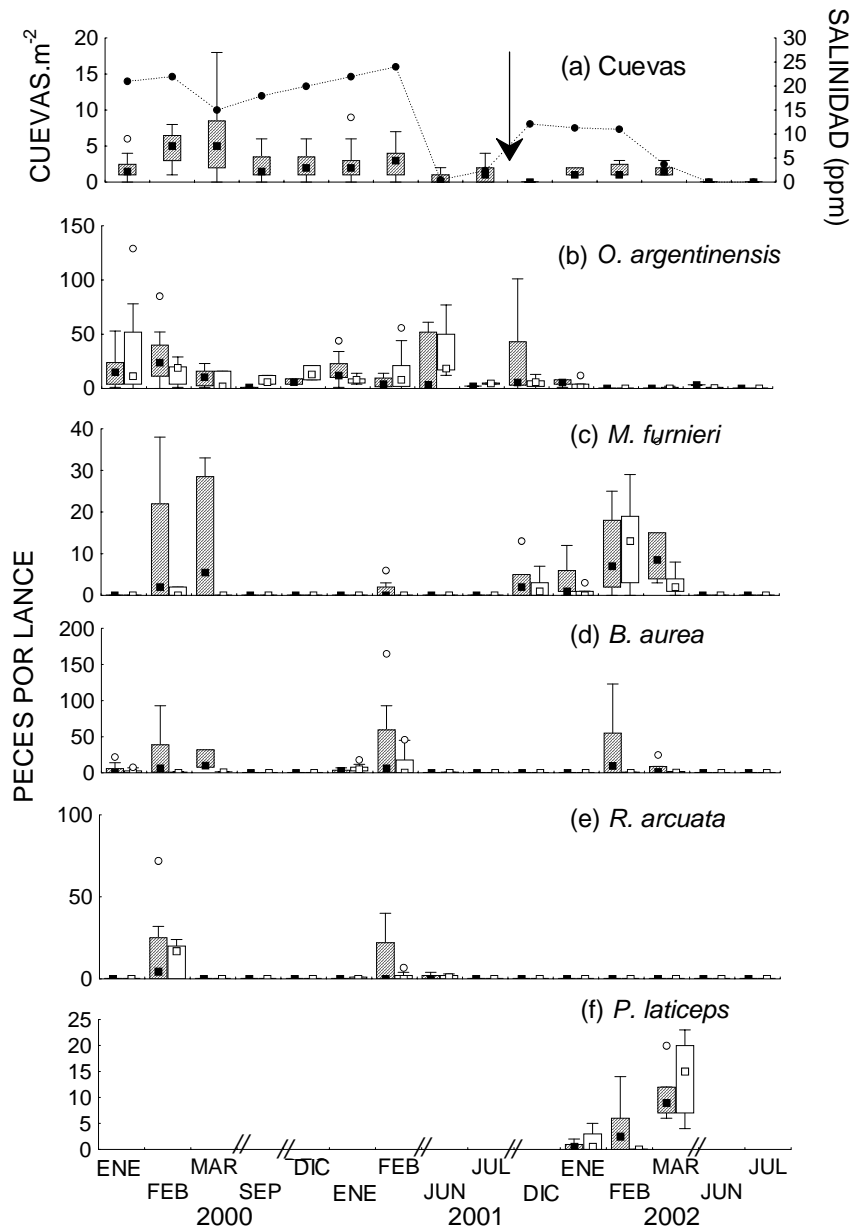 (a) Cuevas
CUEVAS.m-2
SALINIDAD (ppm)
20
15
10
5
0
30
25
20
15
10
5
0
(b) O. argentinensis
150
100
50
0
(c) M. furnieri
40
30
20
10
0
PECES POR LANCE
(d) B. aurea
200
150
100
50
0
(e) R. arcuata
100
50
0
(f) P. laticeps
25
20
15
10
5
0
ENE MAR DIC FEB JUL ENE MAR JUL
FEB SEP ENE JUN DIC FEB JUN
2000 2001 2002